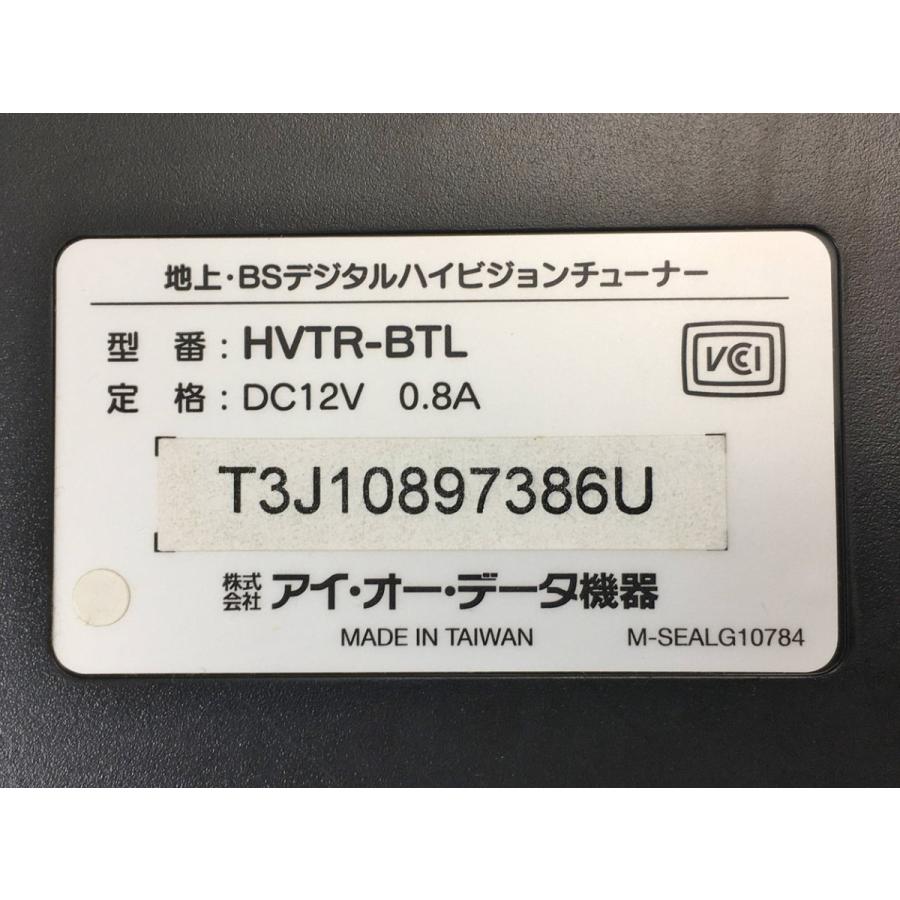 地上・BSデジタルハイビジョンチューナー
型 番 : HVTR-BTL
VCCI
定 格 : DC12V 0.8A
T3J10897386U
株式会社 アイ・オー・データ機器
MADE IN TAIWAN M-SEALG10784